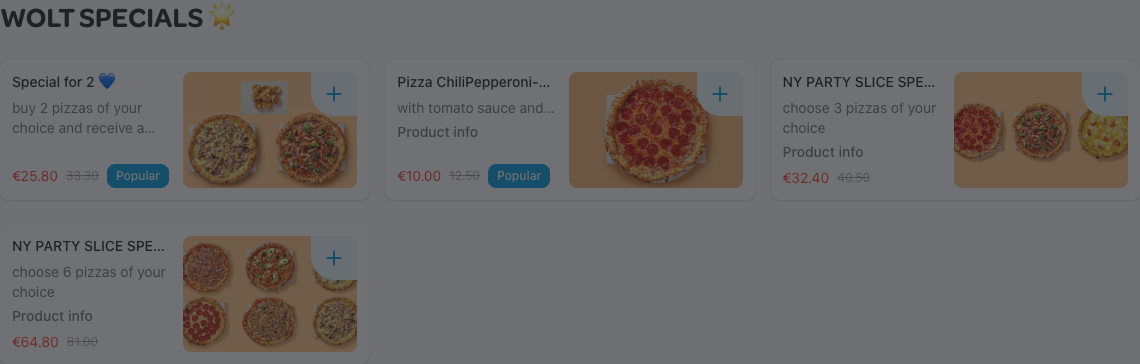 WOLT SPECIALS 🌟
Special for 2 💙
buy 2 pizzas of your
choice and receive a...
€25.80 33.30 Popular
Pizza ChiliPepperoni-...
with tomato sauce and...
Product info
€10.00 12.50 Popular
NY PARTY SLICE SPE...
choose 3 pizzas of your
choice
Product info
€32.40 40.50
NY PARTY SLICE SPE...
choose 6 pizzas of your
choice
Product info
€64.80 81.00